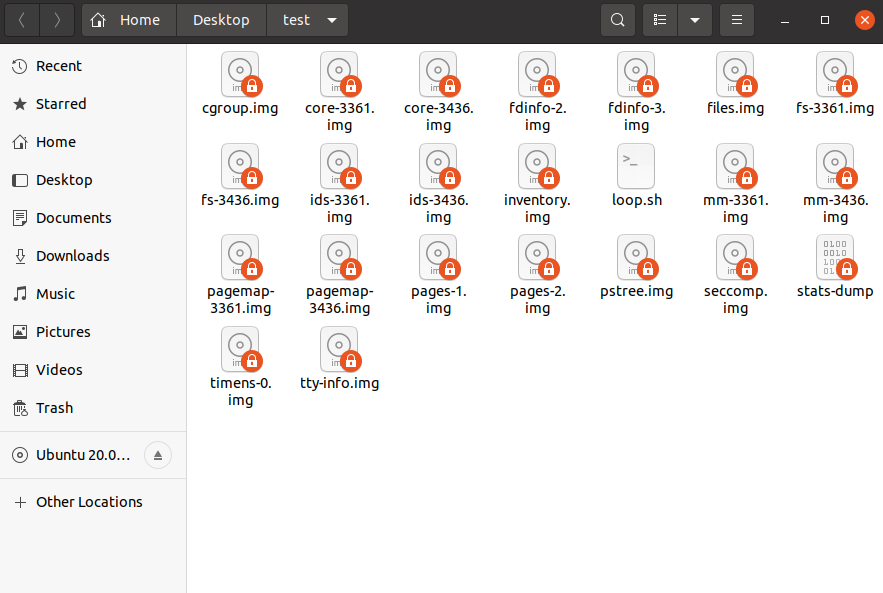 Home
Desktop
test
Recent
Starred
Home
Desktop
Documents
Downloads
Music
Pictures
Videos
Trash
Ubuntu 20.0...
Other Locations
cgroup.img
core-3361.
img
core-3436.
img
fdinfo-2.
img
fdinfo-3.
img
files.img
fs-3361.img
fs-3436.img
ids-3361.
img
ids-3436.
img
inventory.
img
loop.sh
mm-3361.
img
mm-3436.
img
pagemap-
3361.img
pagemap-
3436.img
pages-1.
img
pages-2.
img
pstree.img
seccomp.
img
stats-dump
timens-0.
img
tty-info.img